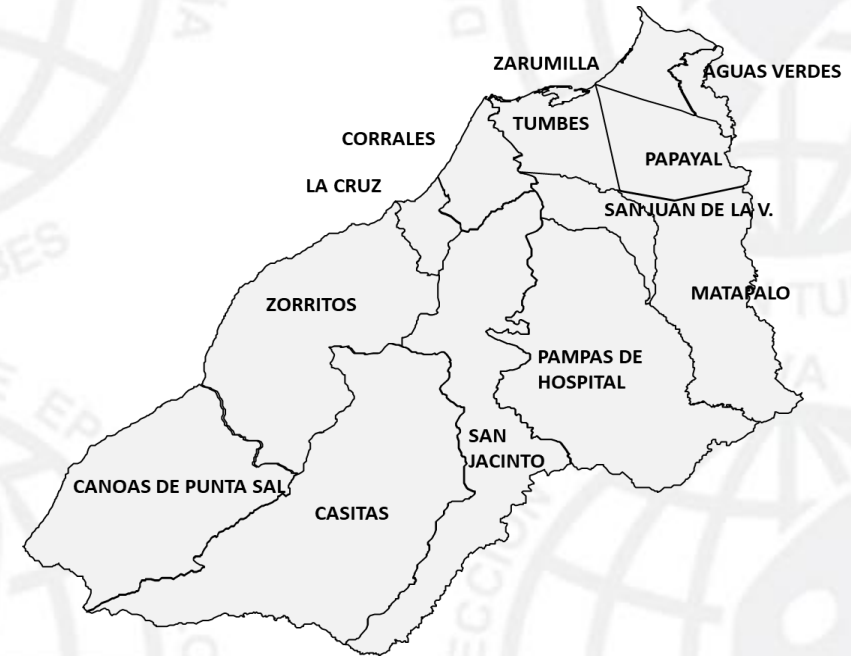 ZARUMILLA
AGUAS VERDES
TUMBES
CORRALES
PAPAYAL
LA CRUZ
SAN JUAN DE LA V.
MATAPALO
ZORRITOS
PAMPAS DE
HOSPITAL
SAN
JACINTO
CANOAS DE PUNTA SAL
CASITAS